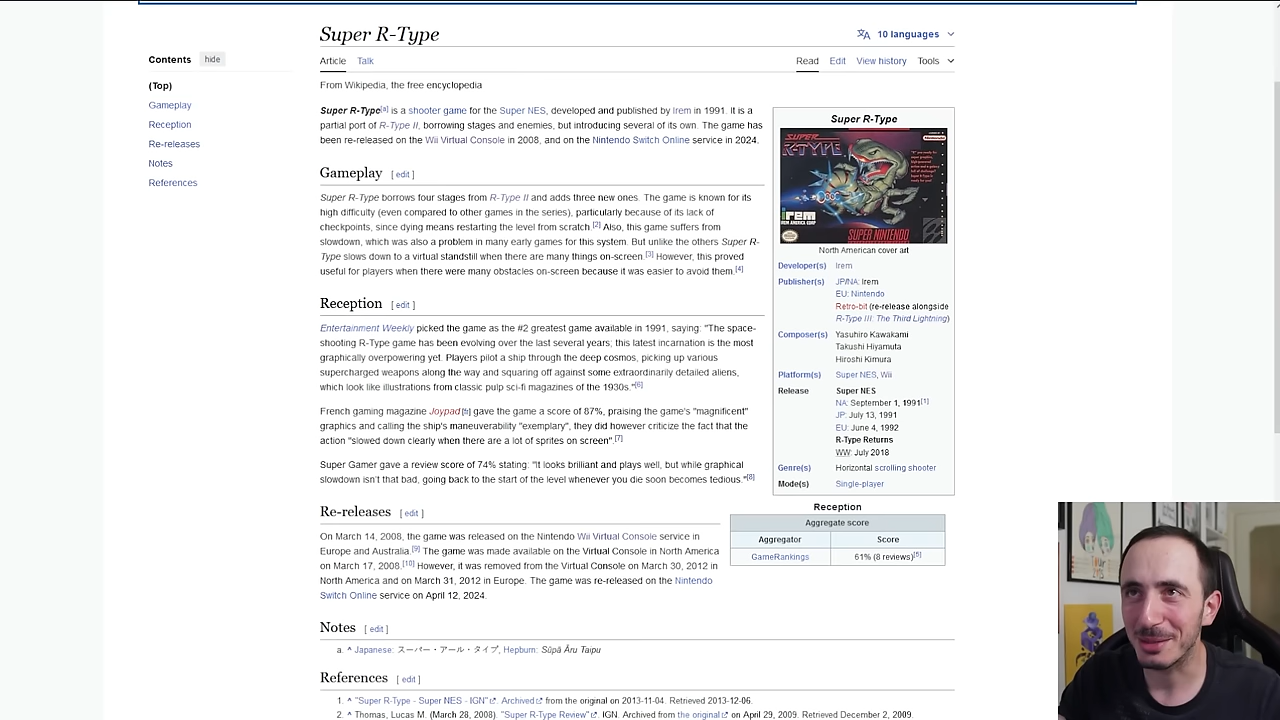 Super R-Type
10 languages
Contents hide
Article Talk
Read Edit View history Tools
(Top)
Gameplay
Reception
Re-releases
Notes
References
From Wikipedia, the free encyclopedia
Super R-Type[a] is a shooter game for the Super NES, developed and published by Irem in 1991. It is a
partial port of R-Type II, borrowing stages and enemies, but introducing several of its own. The game has
been re-released on the Wii Virtual Console in 2008, and on the Nintendo Switch Online service in 2024.
Gameplay [ edit ]
Super R-Type borrows four stages from R-Type II and adds three new ones. The game is known for its
high difficulty (even compared to other games in the series), particularly because of its lack of
checkpoints, since dying means restarting the level from scratch.[2] Also, this game suffers from
slowdown, which was also a problem in many early games for this system. But unlike the others Super R-
Type slows down to a virtual standstill when there are many things on-screen.[3] However, this proved
useful for players when there were many obstacles on-screen because it was easier to avoid them.[4]
Reception [ edit ]
Entertainment Weekly picked the game as the #2 greatest game available in 1991, saying: "The space-
shooting R-Type game has been evolving over the last several years; this latest incarnation is the most
graphically overpowering yet. Players pilot a ship through the deep cosmos, picking up various
supercharged weapons along the way and squaring off against some extraordinarily detailed aliens,
which look like illustrations from classic pulp sci-fi magazines of the 1930s."[6]
French gaming magazine Joypad [fr] gave the game a score of 87%, praising the game's "magnificent"
graphics and calling the ship's maneuverability "exemplary", they did however criticize the fact that the
action "slowed down clearly when there are a lot of sprites on screen".[7]
Super Gamer gave a review score of 74% stating: "It looks brilliant and plays well, but while graphical
slowdown isn't that bad, going back to the start of the level whenever you die soon becomes tedious."[8]
Re-releases [ edit ]
On March 14, 2008, the game was released on the Nintendo Wii Virtual Console service in
Europe and Australia.[9] The game was made available on the Virtual Console in North America
on March 17, 2008.[10] However, it was removed from the Virtual Console on March 30, 2012 in
North America and on March 31, 2012 in Europe. The game was re-released on the Nintendo
Switch Online service on April 12, 2024.
Super R-Type
SUPER
R-TYPE
Nintendo
irem
IREM AMERICA CORP
SUPER NINTENDO
North American cover art
Developer(s) Irem
Publisher(s) JP/NA: Irem
EU: Nintendo
Retro-bit (re-release alongside
R-Type III: The Third Lightning)
Composer(s) Yasuhiro Kawakami
Takushi Hiyamuta
Hiroshi Kimura
Platform(s) Super NES, Wii
Release Super NES
NA: September 1, 1991[1]
JP: July 13, 1991
EU: June 4, 1992
R-Type Returns
WW: July 2018
Genre(s) Horizontal scrolling shooter
Mode(s) Single-player
Reception
Aggregate score
Aggregator Score
GameRankings 61% (8 reviews)[5]
Notes [ edit ]
a. ^ Japanese: スーパー・アール・タイプ, Hepburn: Sūpā Āru Taipu
References [ edit ]
1. ^ "Super R-Type - Super NES - IGN". Archived from the original on 2013-11-04. Retrieved 2013-12-06.
2. ^ Thomas, Lucas M. (March 28, 2008). "Super R-Type Review". IGN. Archived from the original on April 29, 2009. Retrieved December 2, 2009.